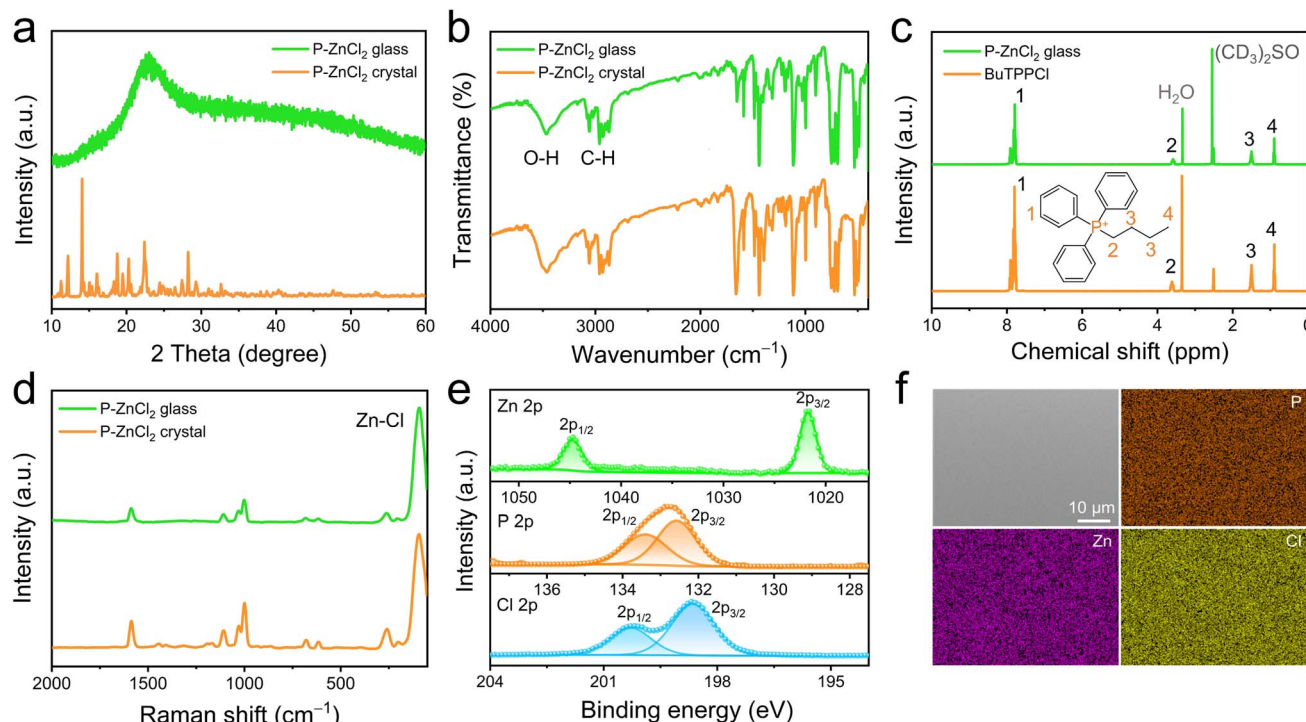 a
P-ZnCl₂ glass
P-ZnCl₂ crystal
Intensity (a.u.)
10 20 30 40 50 60
2 Theta (degree)
b
P-ZnCl₂ glass
P-ZnCl₂ crystal
O-H
C-H
Transmittance (%)
4000 3000 2000 1000
Wavenumber (cm⁻¹)
c
P-ZnCl₂ glass
BuTPPCl
(CD₃)₂SO
H₂O
1
2
3
4
1
1
P⁺
3
4
2
3
2
3
4
Intensity (a.u.)
10 8 6 4 2 0
Chemical shift (ppm)
d
P-ZnCl₂ glass
P-ZnCl₂ crystal
Zn-Cl
Intensity (a.u.)
2000 1500 1000 500
Raman shift (cm⁻¹)
e
Zn 2p
2p₁/₂
2p₃/₂
1050 1040 1030 1020
P 2p
2p₁/₂
2p₃/₂
136 134 132 130 128
Cl 2p
2p₁/₂
2p₃/₂
204 201 198 195
Intensity (a.u.)
Binding energy (eV)
f
10 µm
P
Zn
Cl